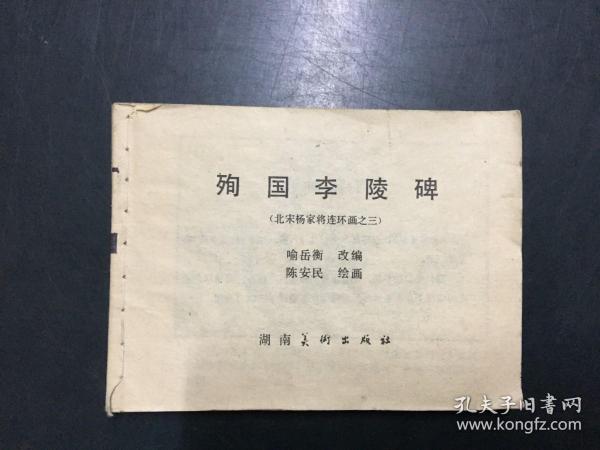 殉国李陵碑
（北宋杨家将连环画之三）
喻岳衡 改编
陈安民 绘画
湖南美术出版社
孔夫子旧書网
www.kongfz.com